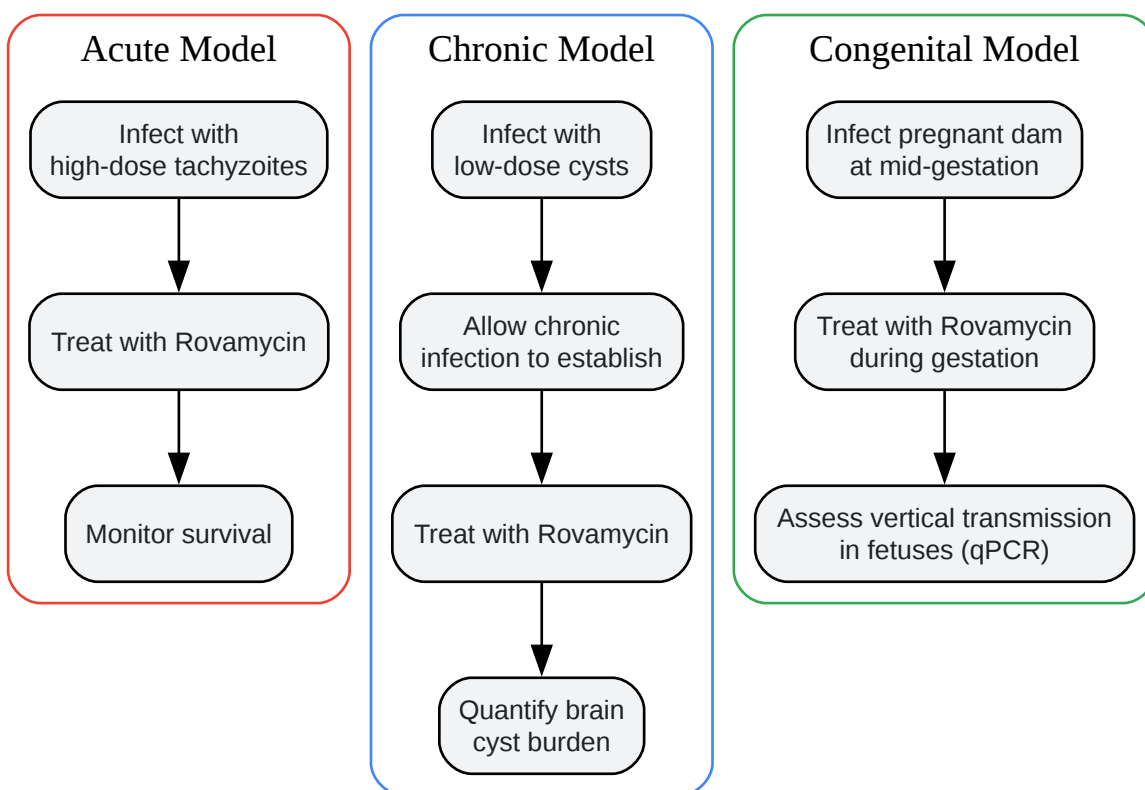 Acute Model
Infect with
high-dose tachyzoites
Treat with Rovamycin
Monitor survival
Chronic Model
Infect with
low-dose cysts
Allow chronic
infection to establish
Treat with Rovamycin
Quantify brain
cyst burden
Congenital Model
Infect pregnant dam
at mid-gestation
Treat with Rovamycin
during gestation
Assess vertical transmission
in fetuses (qPCR)